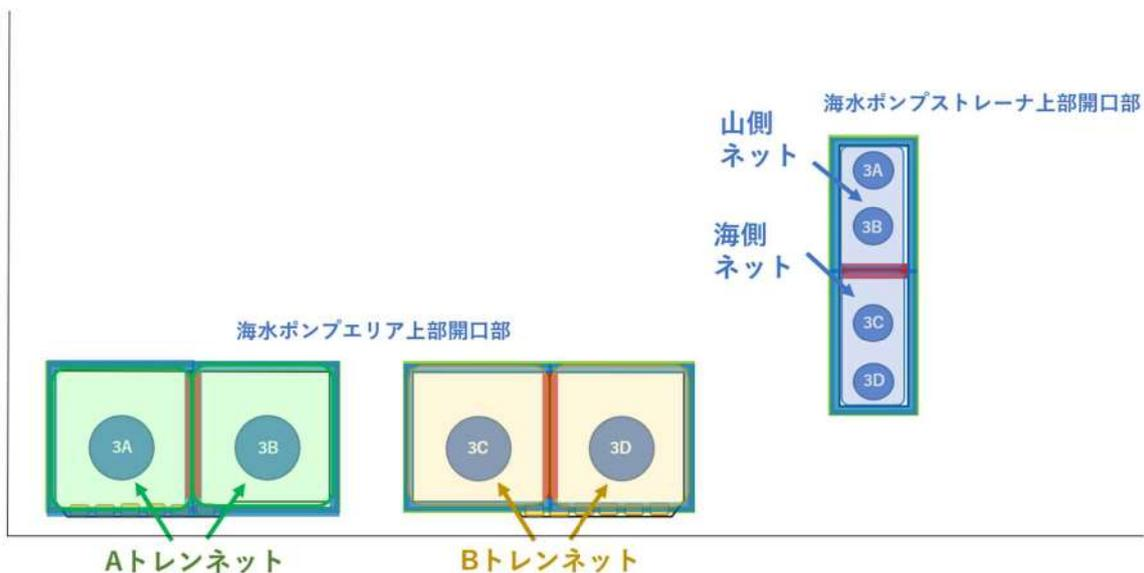 海水ポンプストレーナ上部開口部
山側
ネット
3A
3B
海側
ネット
3C
3D
海水ポンプエリア上部開口部
3A
3B
3C
3D
Aトレンネット
Bトレンネット